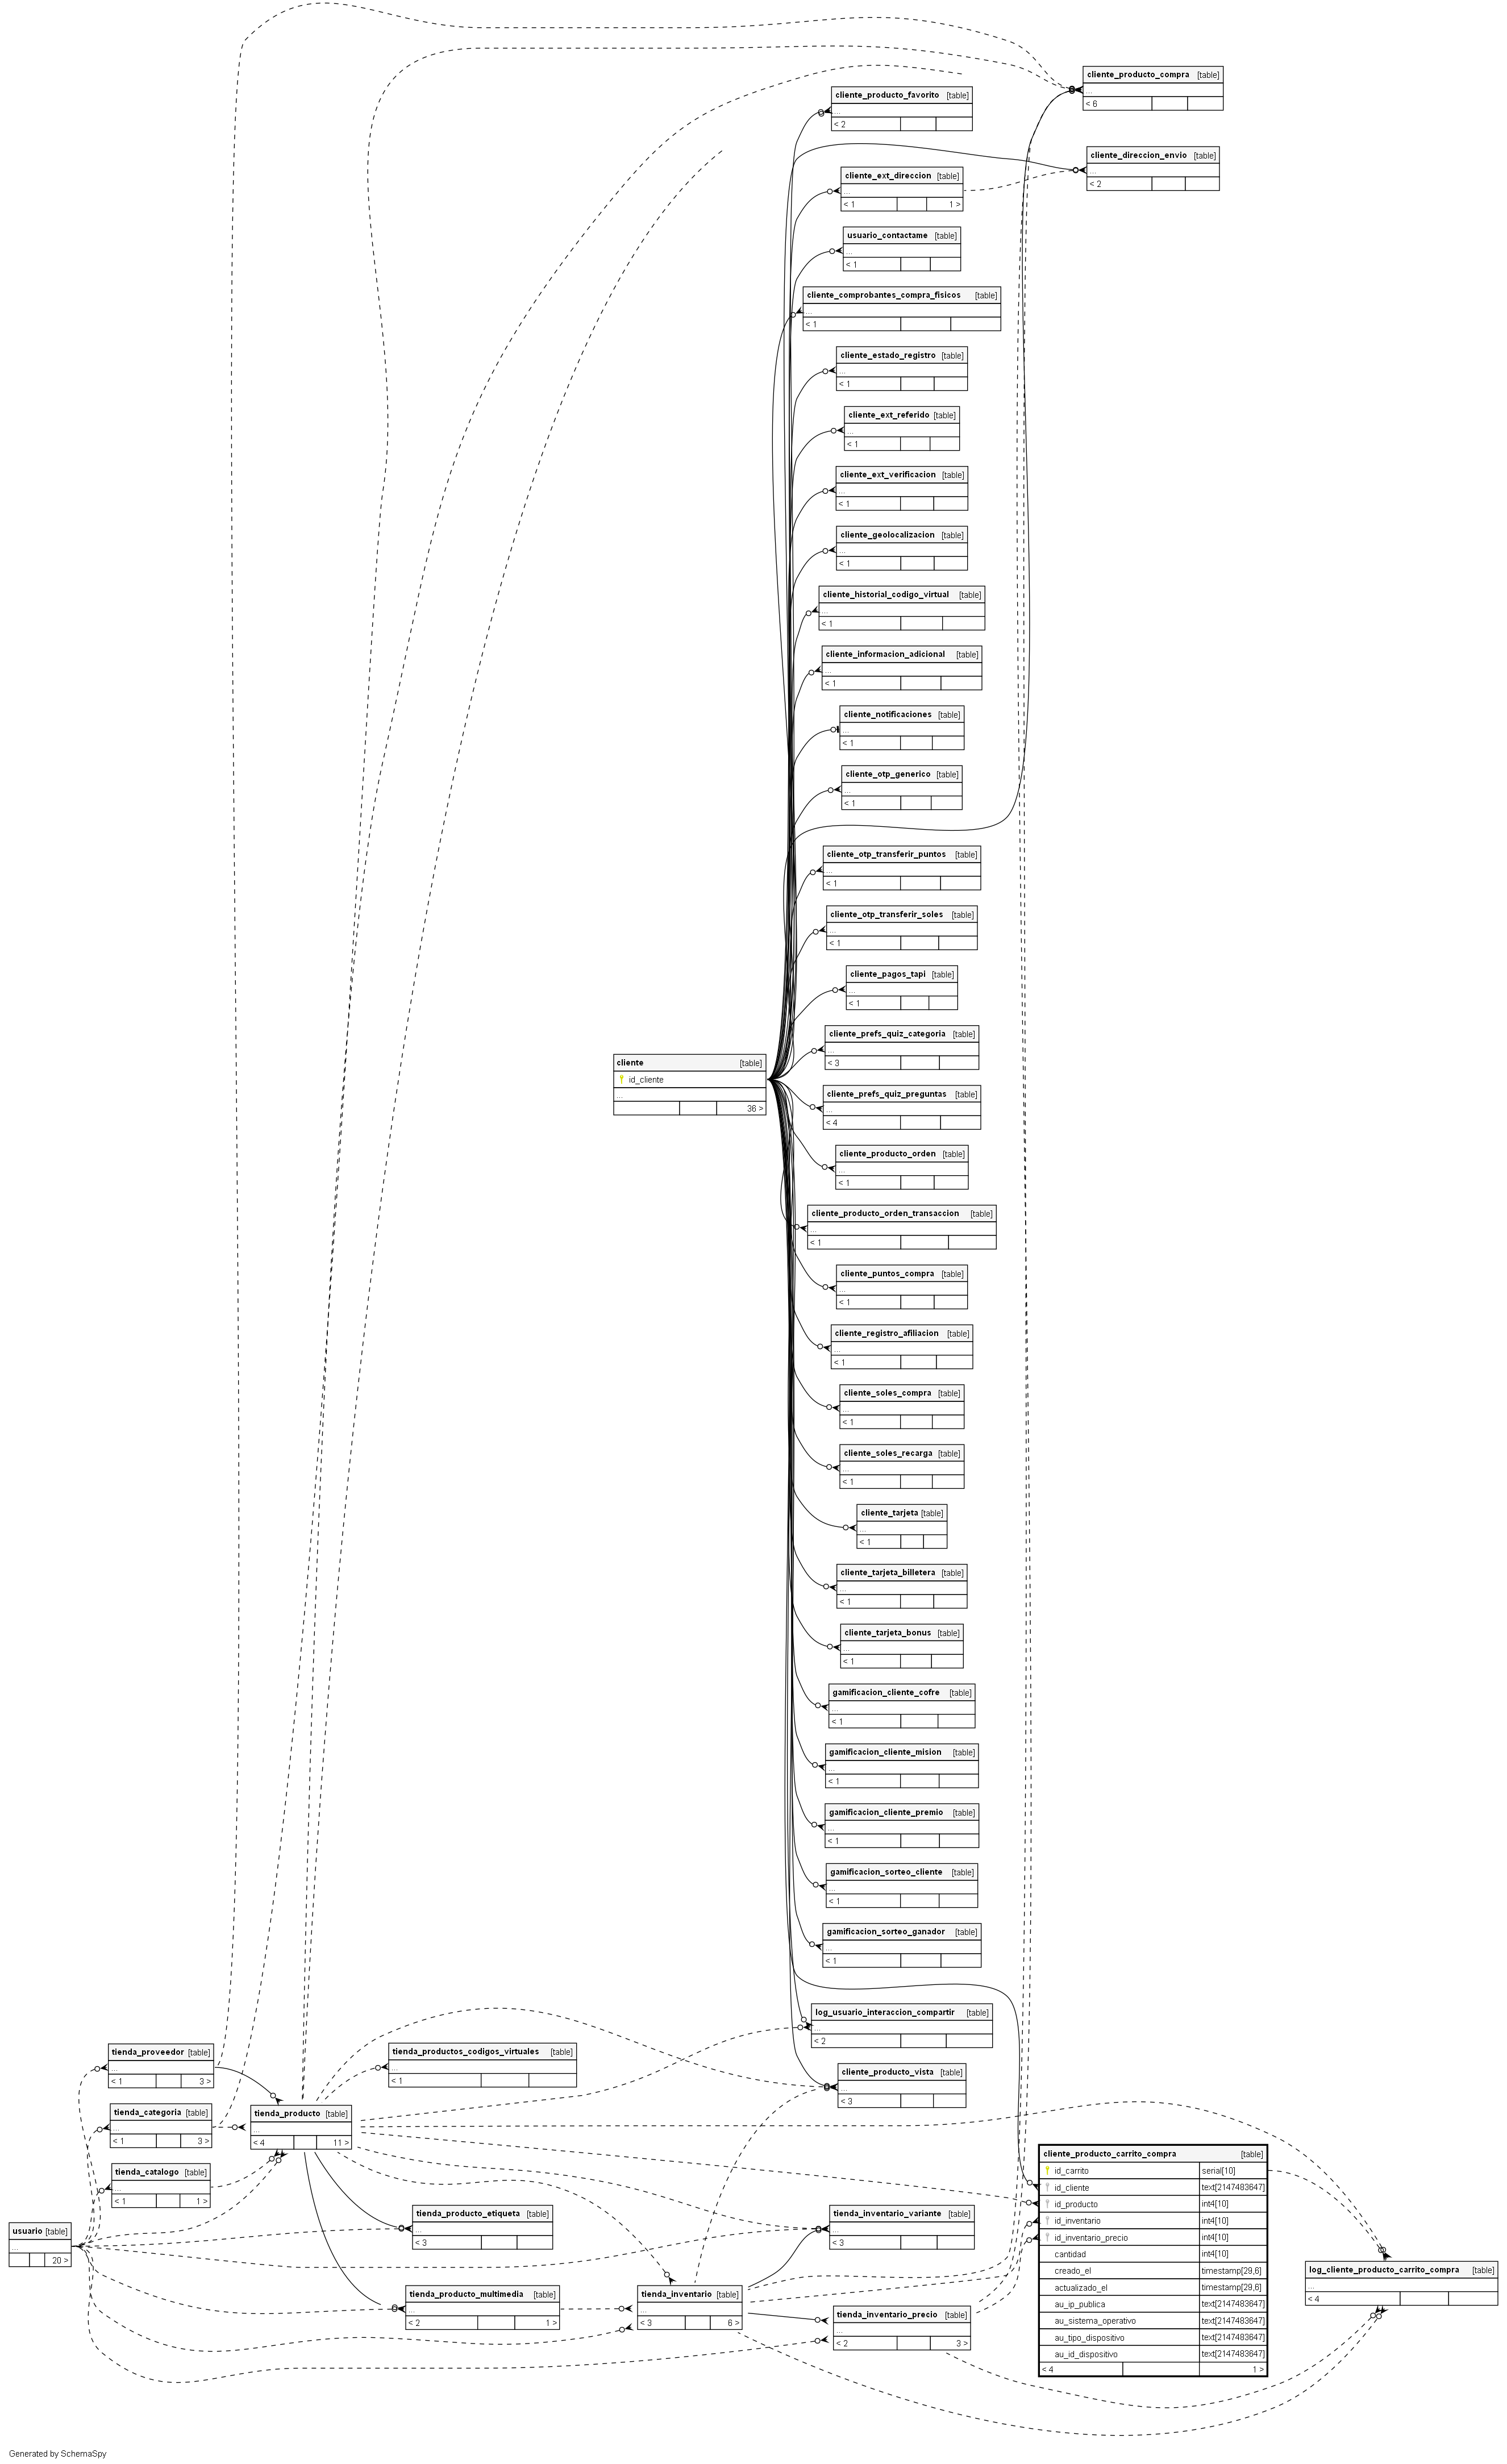 cliente_producto_compra [table]
...
< 6
cliente_producto_favorito [table]
...
< 2
cliente_direccion_envio [table]
...
< 2
cliente_ext_direccion [table]
...
< 1 1 >
usuario_contactame [table]
...
< 1
cliente_comprobantes_compra_fisicos [table]
...
< 1
cliente_estado_registro [table]
...
< 1
cliente_ext_referido [table]
...
< 1
cliente_ext_verificacion [table]
...
< 1
cliente_geolocalizacion [table]
...
< 1
cliente_historial_codigo_virtual [table]
...
< 1
cliente_informacion_adicional [table]
...
< 1
cliente_notificaciones [table]
...
< 1
cliente_otp_generico [table]
...
< 1
cliente_otp_transferir_puntos [table]
...
< 1
cliente_otp_transferir_soles [table]
...
< 1
cliente_pagos_tapi [table]
...
< 1
cliente_prefs_quiz_categoria [table]
...
< 3
cliente [table]
id_cliente
...
36 >
cliente_prefs_quiz_preguntas [table]
...
< 4
cliente_producto_orden [table]
...
< 1
cliente_producto_orden_transaccion [table]
...
< 1
cliente_puntos_compra [table]
...
< 1
cliente_registro_afiliacion [table]
...
< 1
cliente_soles_compra [table]
...
< 1
cliente_soles_recarga [table]
...
< 1
cliente_tarjeta [table]
...
< 1
cliente_tarjeta_billetera [table]
...
< 1
cliente_tarjeta_bonus [table]
...
< 1
gamificacion_cliente_cofre [table]
...
< 1
gamificacion_cliente_mision [table]
...
< 1
gamificacion_cliente_premio [table]
...
< 1
gamificacion_sorteo_cliente [table]
...
< 1
gamificacion_sorteo_ganador [table]
...
< 1
log_usuario_interaccion_compartir [table]
...
< 2
tienda_proveedor [table]
...
< 1 3 >
tienda_productos_codigos_virtuales [table]
...
< 1
cliente_producto_vista [table]
...
< 3
tienda_categoria [table]
...
< 1 3 >
tienda_producto [table]
...
< 4 11 >
tienda_catalogo [table]
...
< 1 1 >
cliente_producto_carrito_compra [table]
id_carrito serial[10]
id_cliente text[2147483647]
id_producto int4[10]
id_inventario int4[10]
id_inventario_precio int4[10]
cantidad int4[10]
creado_el timestamp[29,6]
actualizado_el timestamp[29,6]
au_ip_publica text[2147483647]
au_sistema_operativo text[2147483647]
au_tipo_dispositivo text[2147483647]
au_id_dispositivo text[2147483647]
< 4 1 >
usuario [table]
...
20 >
tienda_producto_etiqueta [table]
...
< 3
tienda_inventario_variante [table]
...
< 3
log_cliente_producto_carrito_compra [table]
...
< 4
tienda_producto_multimedia [table]
...
< 2 1 >
tienda_inventario [table]
...
< 3 6 >
tienda_inventario_precio [table]
...
< 2 3 >
Generated by SchemaSpy